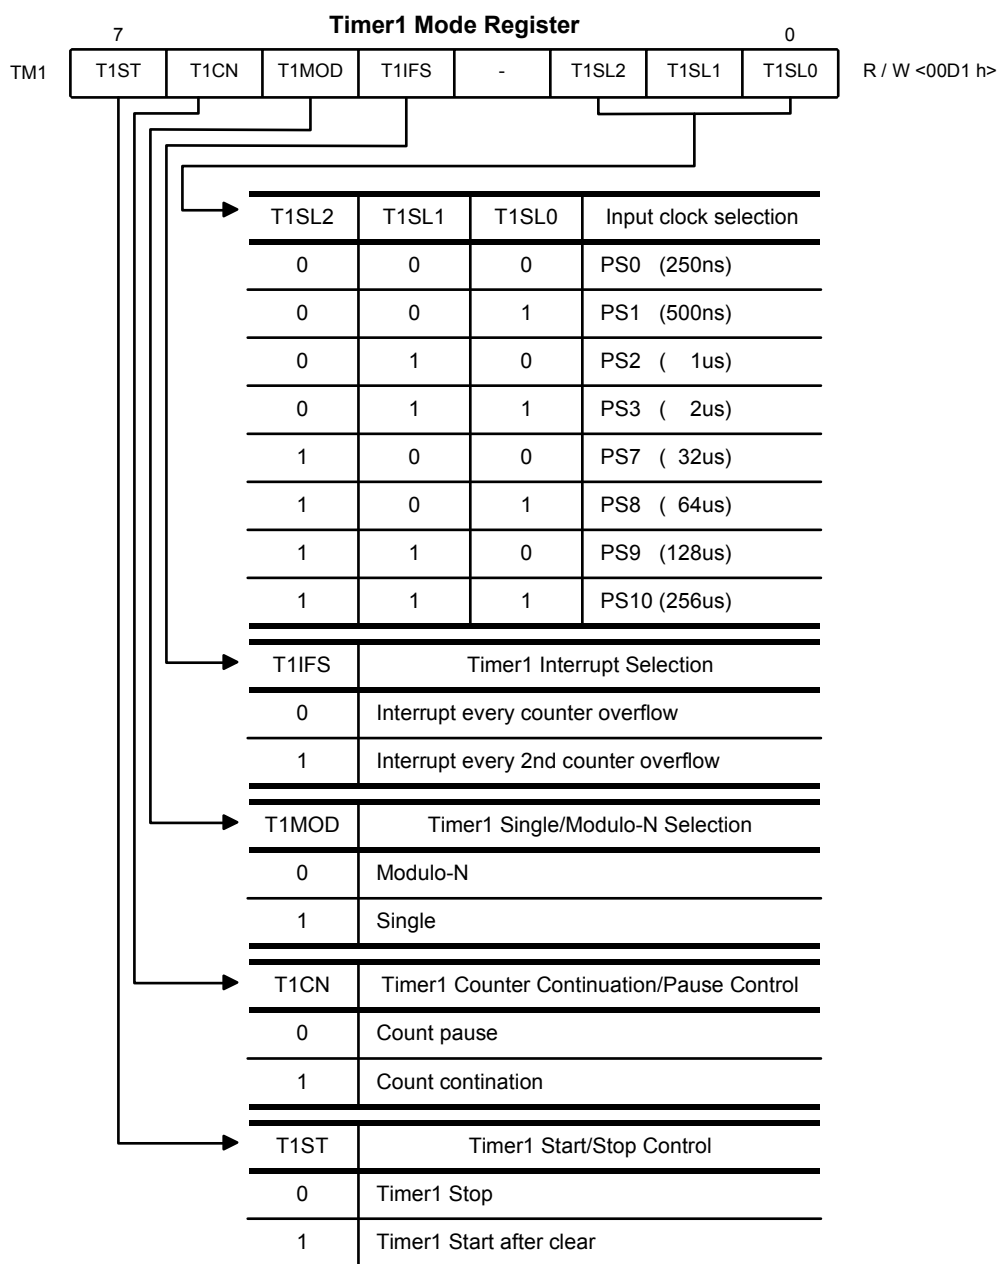 Timer1 Mode Register
7 0
TM1 T1ST T1CN T1MOD T1IFS - T1SL2 T1SL1 T1SL0 R / W <00D1 h>
T1SL2 T1SL1 T1SL0 Input clock selection
0 0 0 PS0 (250ns)
0 0 1 PS1 (500ns)
0 1 0 PS2 ( 1us)
0 1 1 PS3 ( 2us)
1 0 0 PS7 ( 32us)
1 0 1 PS8 ( 64us)
1 1 0 PS9 (128us)
1 1 1 PS10 (256us)
T1IFS Timer1 Interrupt Selection
0 Interrupt every counter overflow
1 Interrupt every 2nd counter overflow
T1MOD Timer1 Single/Modulo-N Selection
0 Modulo-N
1 Single
T1CN Timer1 Counter Continuation/Pause Control
0 Count pause
1 Count contination
T1ST Timer1 Start/Stop Control
0 Timer1 Stop
1 Timer1 Start after clear